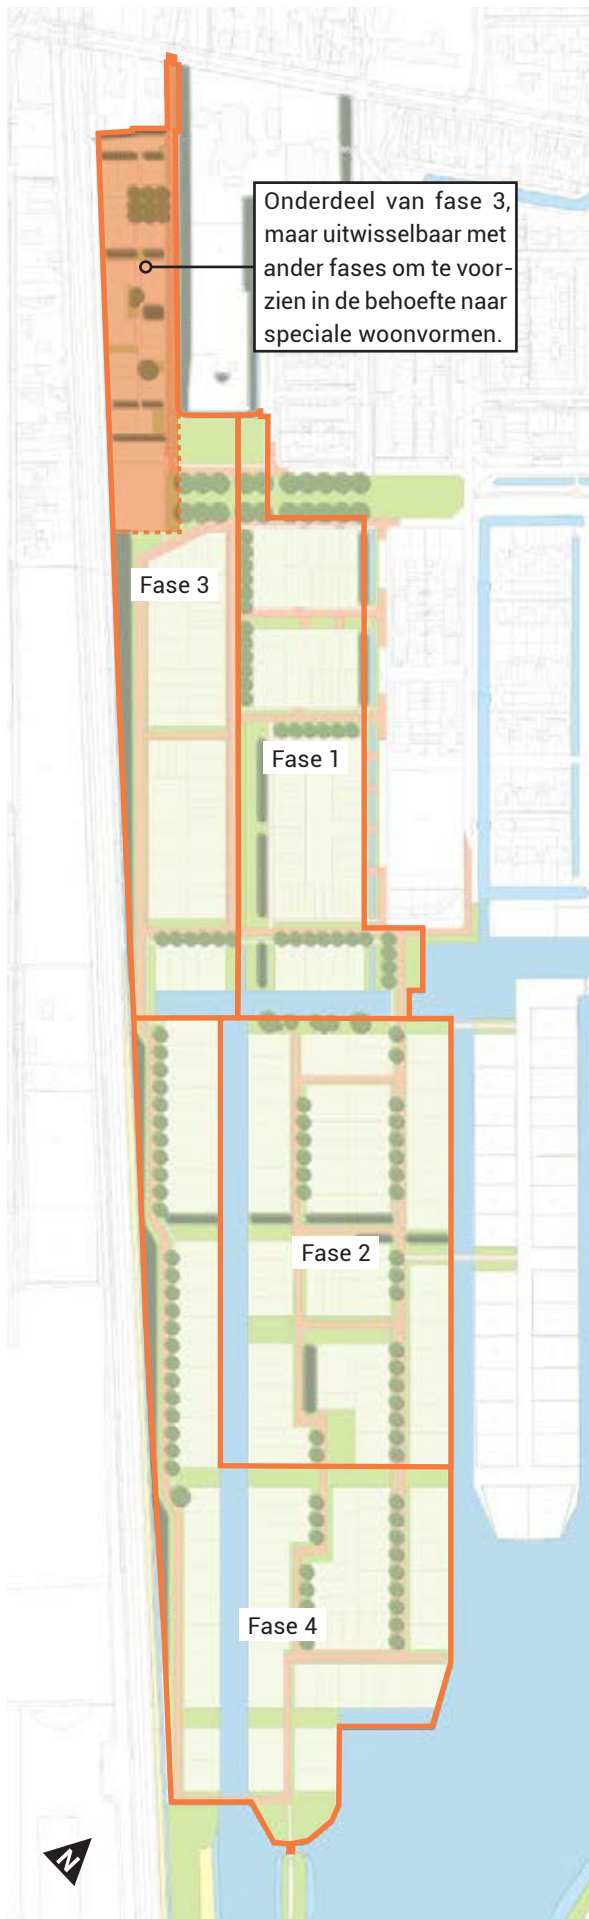 Onderdeel van fase 3,
maar uitwisselbaar met
ander fases om te voor-
zien in de behoefte naar
speciale woonvormen.
Fase 3
Fase 1
Fase 2
Fase 4
N